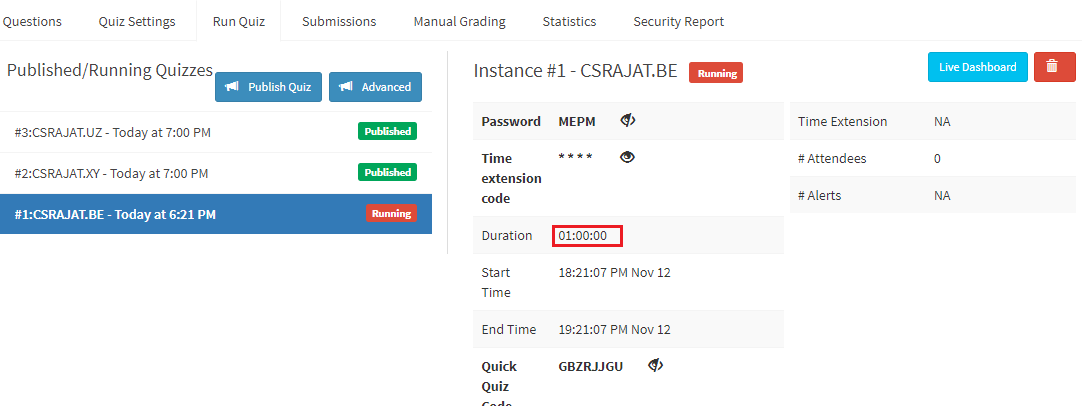 Questions Quiz Settings Run Quiz Submissions Manual Grading Statistics Security Report
Published/Running Quizzes
Publish Quiz Advanced
#3:CSRAJAT.UZ - Today at 7:00 PM Published
#2:CSRAJAT.XY - Today at 7:00 PM Published
#1:CSRAJAT.BE - Today at 6:21 PM Running
Instance #1 - CSRAJAT.BE Running
Live Dashboard
Password MEPM
Time extension code ****
Duration 01:00:00
Start Time 18:21:07 PM Nov 12
End Time 19:21:07 PM Nov 12
Quick Quiz Code GBZRJJGU
Time Extension NA
# Attendees 0
# Alerts NA